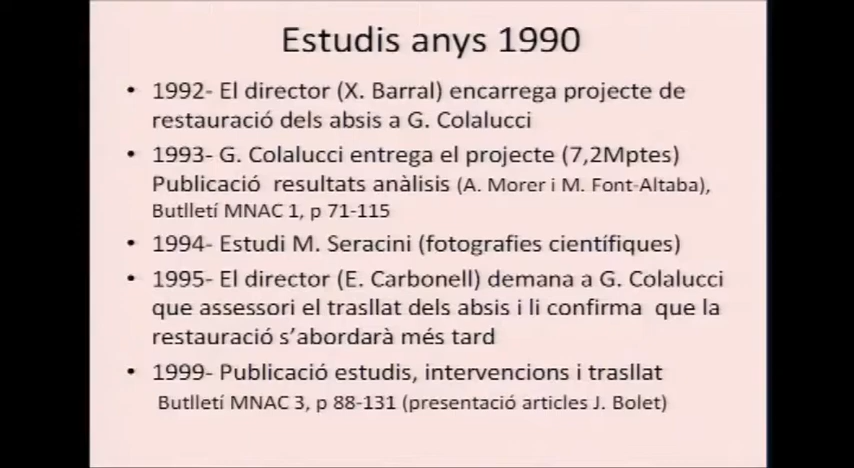 Estudis anys 1990
• 1992- El director (X. Barral) encarrega projecte de
restauració dels absis a G. Colalucci
• 1993- G. Colalucci entrega el projecte (7,2Mptes)
Publicació resultats anàlisis (A. Morer i M. Font-Altaba),
Butlletí MNAC 1, p 71-115
• 1994- Estudi M. Seracini (fotografies científiques)
• 1995- El director (E. Carbonell) demana a G. Colalucci
que assessori el trasllat dels absis i li confirma que la
restauració s'abordarà més tard
• 1999- Publicació estudis, intervencions i trasllat
Butlletí MNAC 3, p 88-131 (presentació articles J. Bolet)